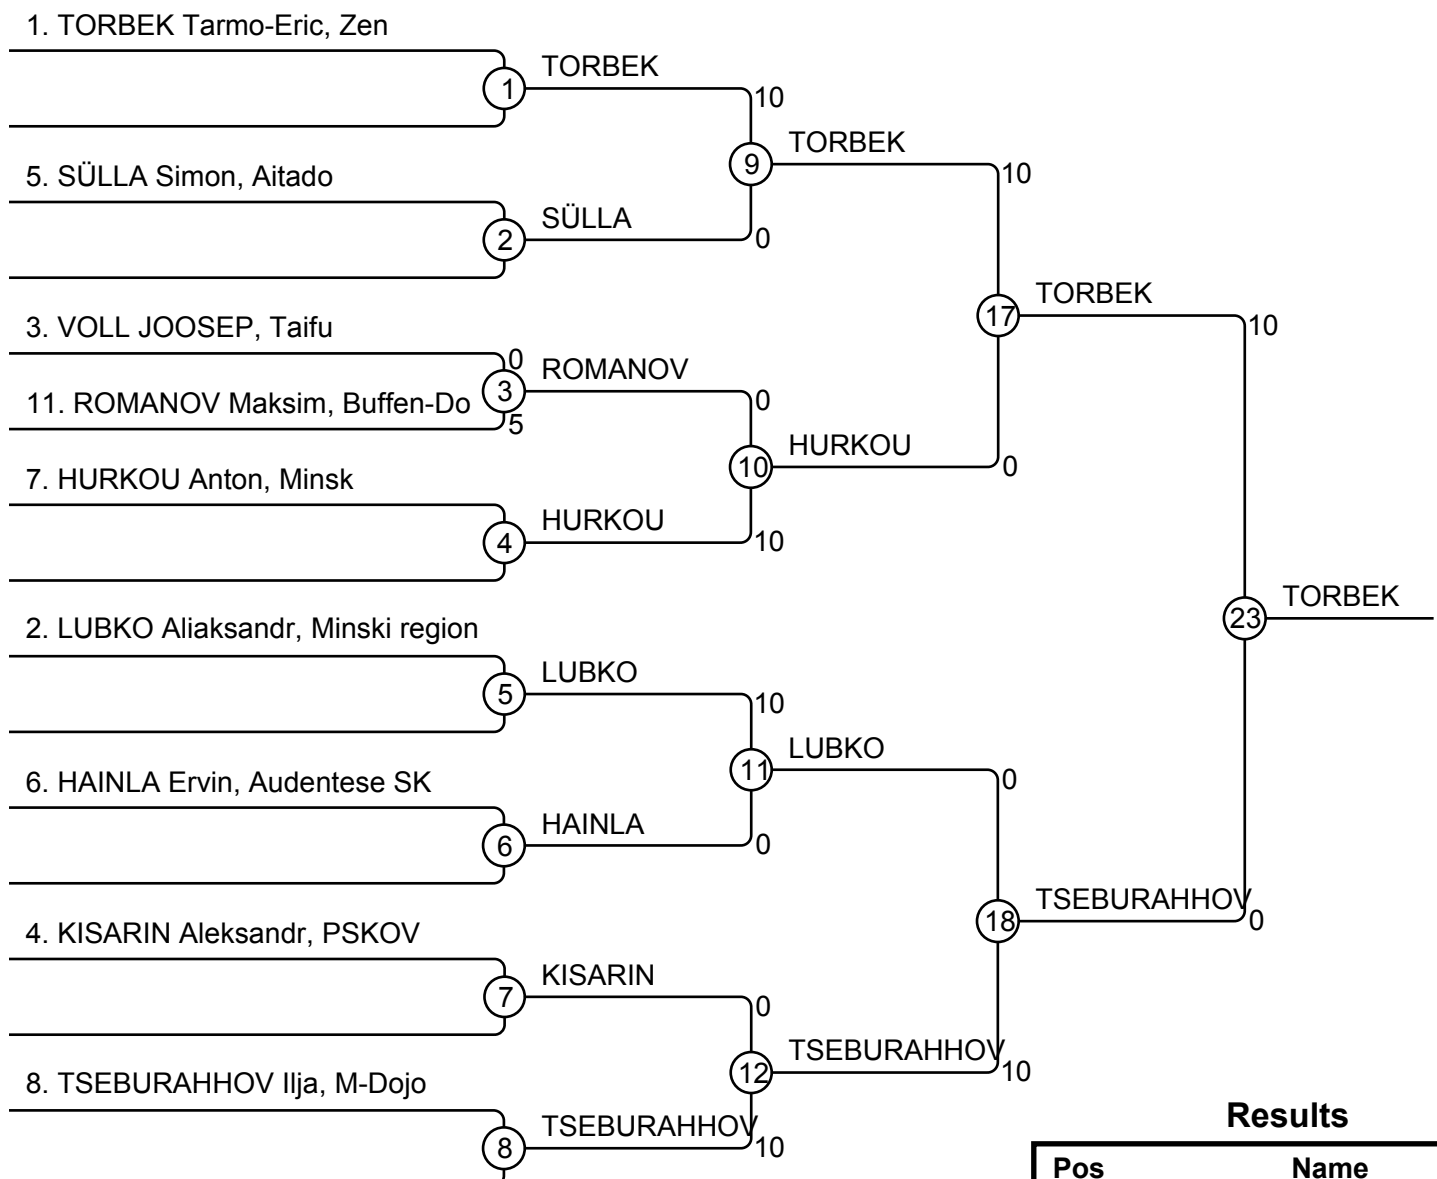 1. TORBEK Tarmo-Eric, Zen
1
TORBEK
10
5. SÜLLA Simon, Aitado
2
SÜLLA
0
9
TORBEK
10
3. VOLL JOOSEP, Taifu
0
11. ROMANOV Maksim, Buffen-Do
5
3
ROMANOV
0
7. HURKOU Anton, Minsk
4
HURKOU
10
10
HURKOU
0
17
TORBEK
10
2. LUBKO Aliaksandr, Minski region
5
LUBKO
10
6. HAINLA Ervin, Audentese SK
6
HAINLA
0
11
LUBKO
0
4. KISARIN Aleksandr, PSKOV
7
KISARIN
0
8. TSEBURAHHOV Ilja, M-Dojo
8
TSEBURAHHOV
10
12
TSEBURAHHOV
10
18
TSEBURAHHOV
0
23
TORBEK
Results
Pos Name